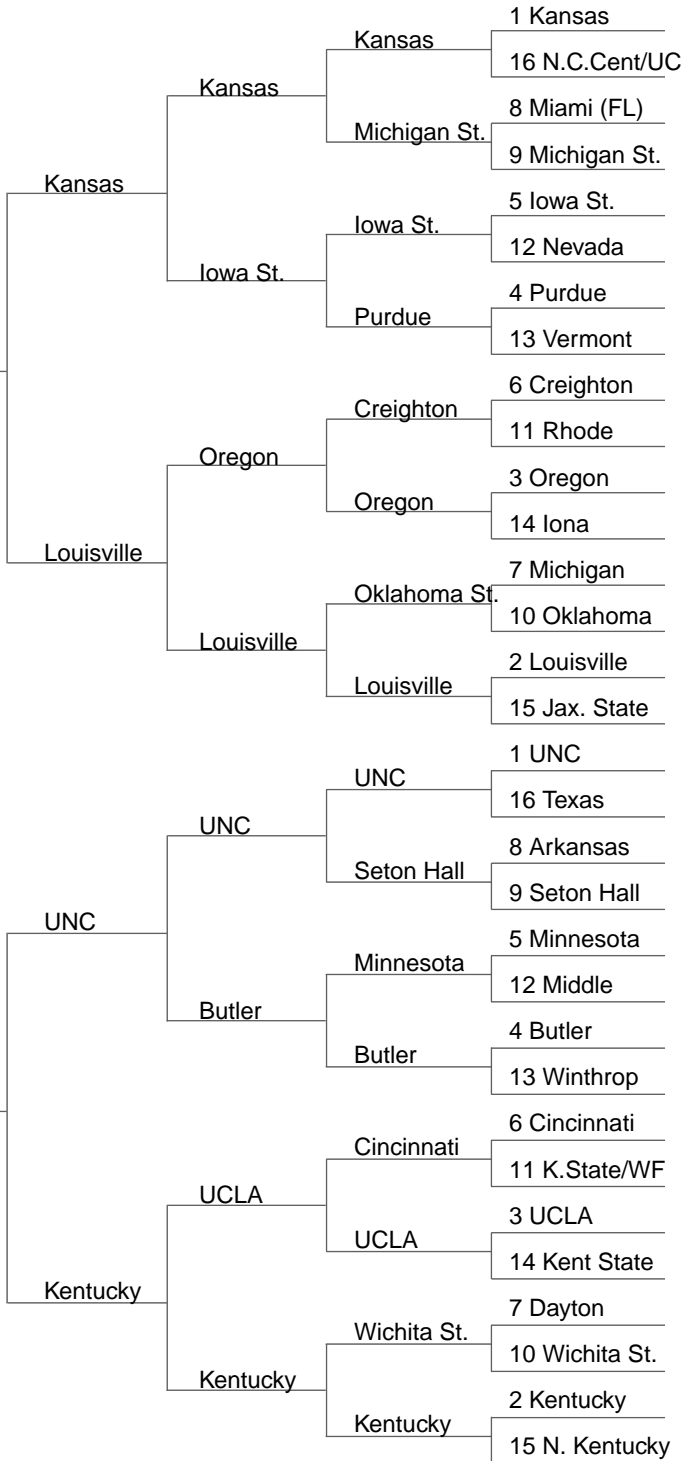 1 Kansas
Kansas
16 N.C.Cent/UC
Kansas
8 Miami (FL)
Michigan St.
9 Michigan St.
Kansas
5 Iowa St.
Iowa St.
12 Nevada
Iowa St.
4 Purdue
Purdue
13 Vermont
6 Creighton
Creighton
11 Rhode
Oregon
3 Oregon
Oregon
14 Iona
Louisville
7 Michigan
Oklahoma St.
10 Oklahoma
Louisville
2 Louisville
Louisville
15 Jax. State
1 UNC
UNC
16 Texas
UNC
8 Arkansas
Seton Hall
9 Seton Hall
UNC
5 Minnesota
Minnesota
12 Middle
Butler
4 Butler
Butler
13 Winthrop
6 Cincinnati
Cincinnati
11 K.State/WF
UCLA
3 UCLA
UCLA
14 Kent State
Kentucky
7 Dayton
Wichita St.
10 Wichita St.
Kentucky
2 Kentucky
Kentucky
15 N. Kentucky